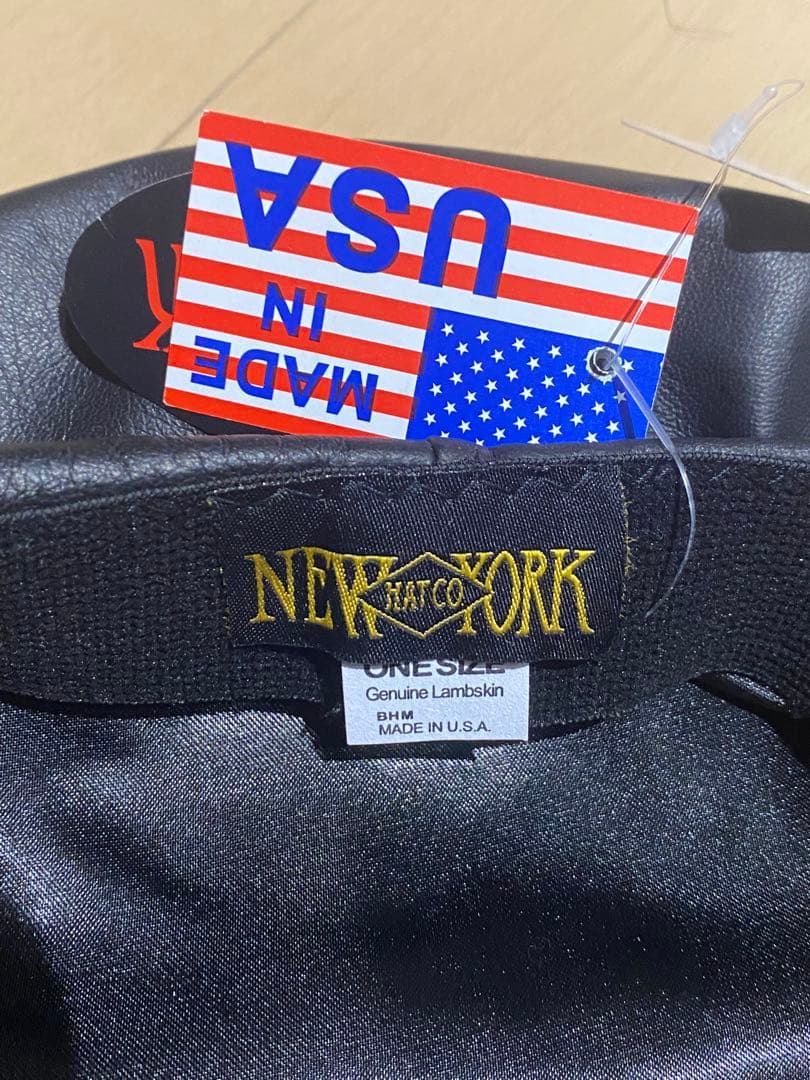 MADE
IN
USA
NEW YORK
HAT CO
ONE SIZE
Genuine Lambskin
BHM
MADE IN U.S.A.